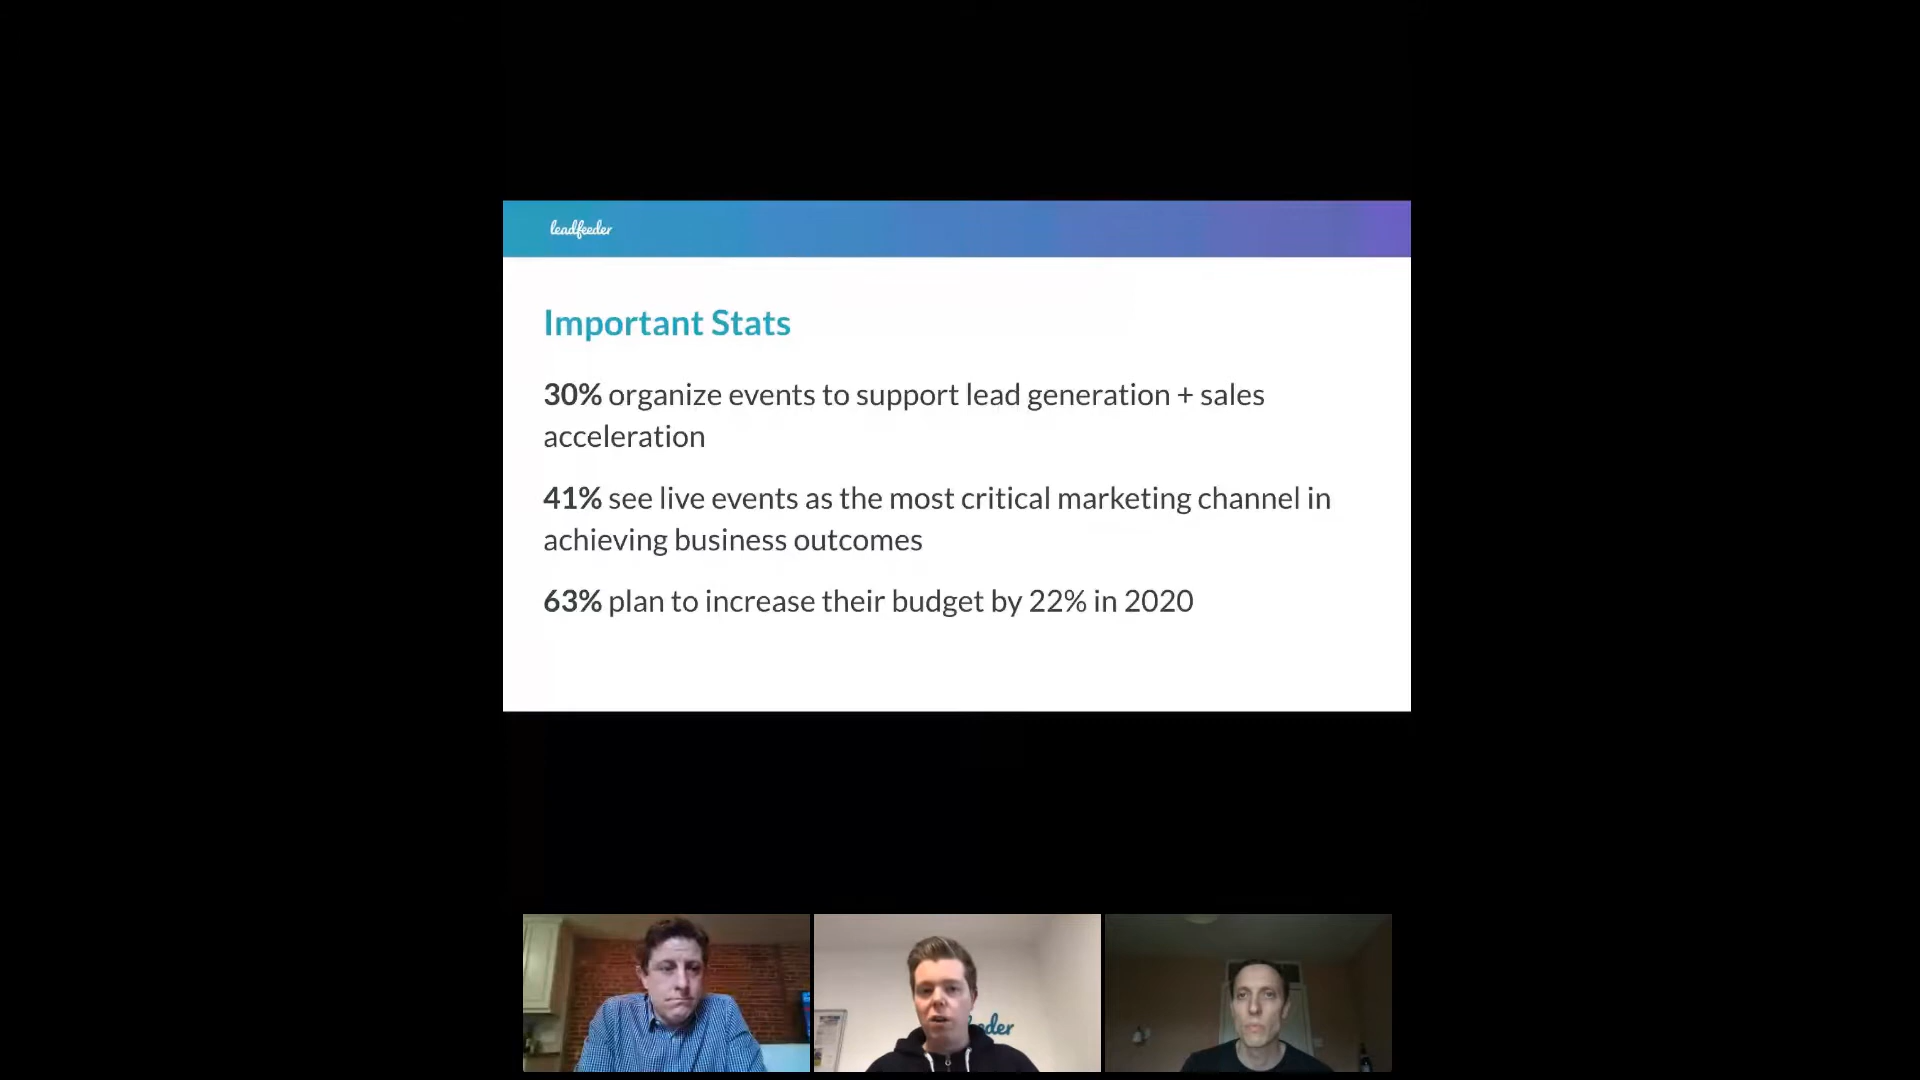 leadfeeder
Important Stats
30% organize events to support lead generation + sales
acceleration
41% see live events as the most critical marketing channel in
achieving business outcomes
63% plan to increase their budget by 22% in 2020